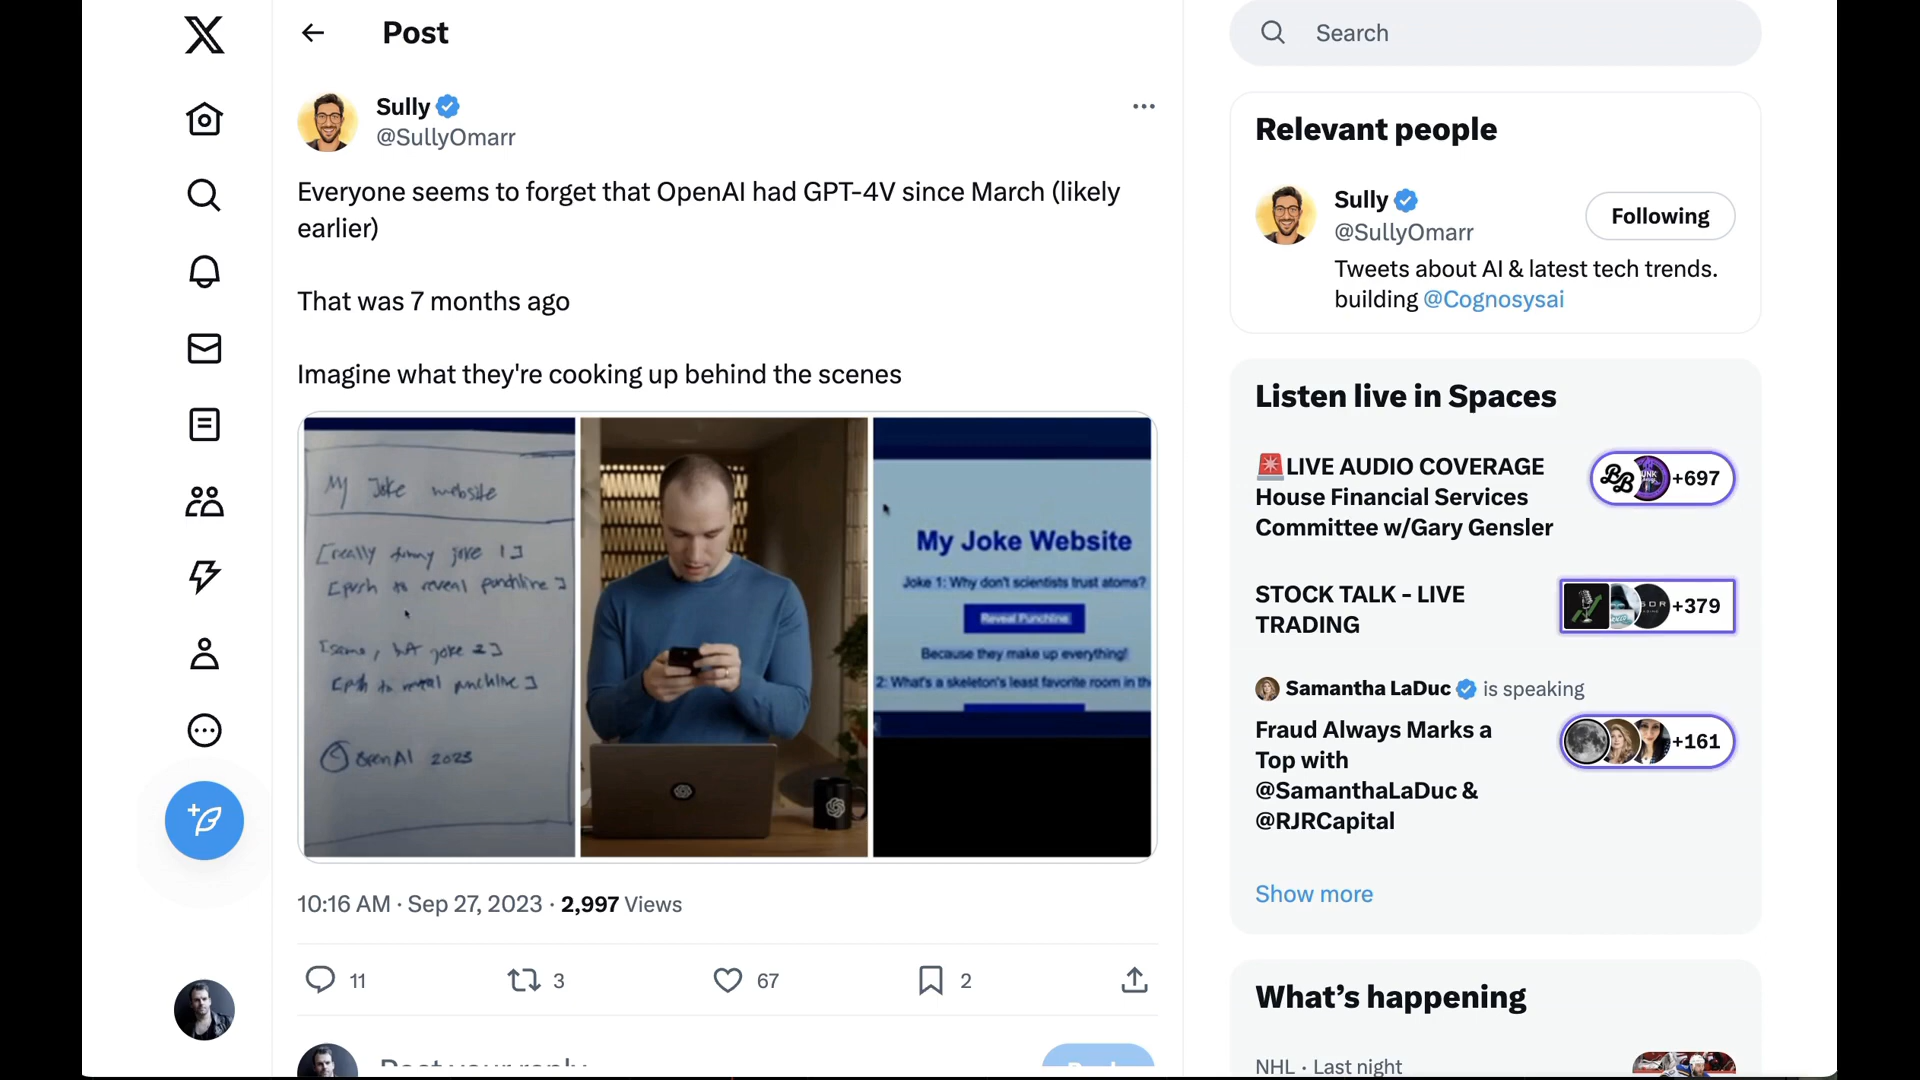 Post
Sully
@SullyOmarr
Everyone seems to forget that OpenAI had GPT-4V since March (likely
earlier)
That was 7 months ago
Imagine what they're cooking up behind the scenes
My Joke website
[really funny joke 1]
[push to reveal punchline]
[same, but joke 2]
[push to reveal punchline]
OpenAI 2023
My Joke Website
Joke 1: Why don't scientists trust atoms?
Reveal Punchline
Because they make up everything!
2: What's a skeleton's least favorite room in th
10:16 AM · Sep 27, 2023 · 2,997 Views
11
3
67
2
Post your reply
Search
Relevant people
Sully
@SullyOmarr
Following
Tweets about AI & latest tech trends.
building @Cognosysai
Listen live in Spaces
🚨LIVE AUDIO COVERAGE
House Financial Services
Committee w/Gary Gensler
+697
STOCK TALK - LIVE
TRADING
+379
Samantha LaDuc is speaking
Fraud Always Marks a
Top with
@SamanthaLaDuc &
@RJRCapital
+161
Show more
What's happening
NHL · Last night